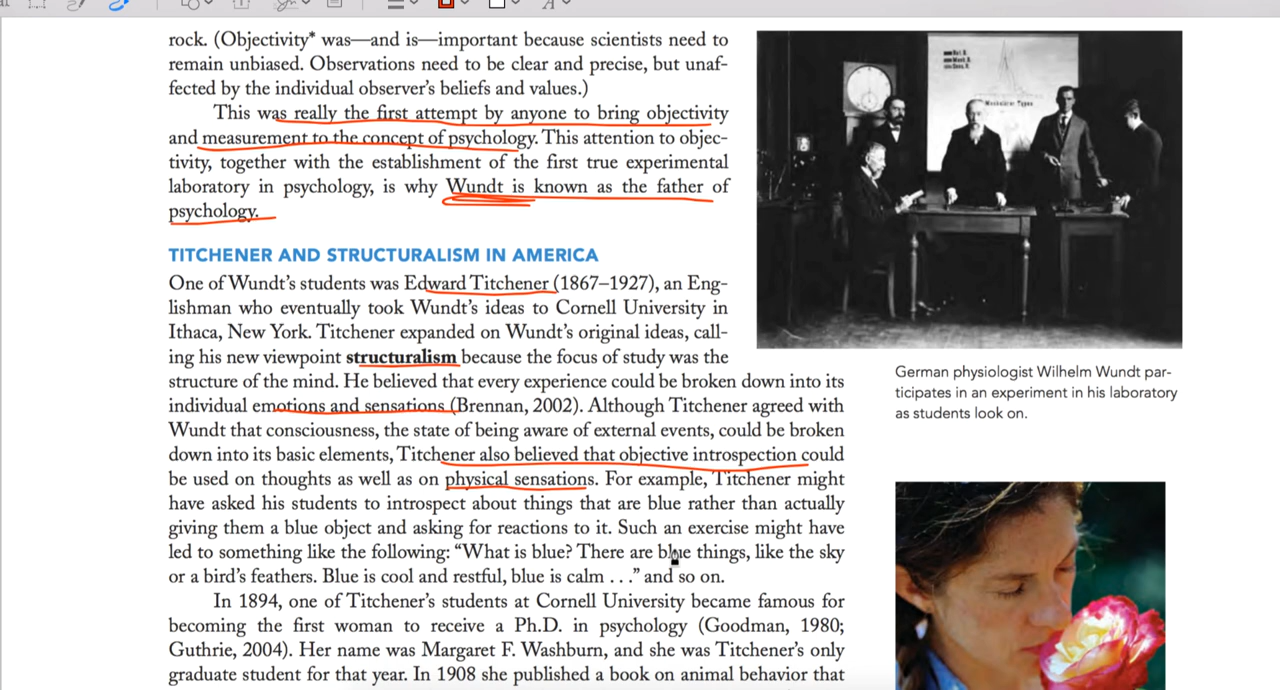 rock. (Objectivity* was—and is—important because scientists need to
remain unbiased. Observations need to be clear and precise, but unaf-
fected by the individual observer's beliefs and values.)
This was really the first attempt by anyone to bring objectivity
and measurement to the concept of psychology. This attention to objec-
tivity, together with the establishment of the first true experimental
laboratory in psychology, is why Wundt is known as the father of
psychology.
TITCHENER AND STRUCTURALISM IN AMERICA
One of Wundt's students was Edward Titchener (1867–1927), an Eng-
lishman who eventually took Wundt's ideas to Cornell University in
Ithaca, New York. Titchener expanded on Wundt's original ideas, call-
ing his new viewpoint structuralism because the focus of study was the
structure of the mind. He believed that every experience could be broken down into its
individual emotions and sensations (Brennan, 2002). Although Titchener agreed with
Wundt that consciousness, the state of being aware of external events, could be broken
down into its basic elements, Titchener also believed that objective introspection could
be used on thoughts as well as on physical sensations. For example, Titchener might
have asked his students to introspect about things that are blue rather than actually
giving them a blue object and asking for reactions to it. Such an exercise might have
led to something like the following: "What is blue? There are blue things, like the sky
or a bird's feathers. Blue is cool and restful, blue is calm . . ." and so on.
In 1894, one of Titchener's students at Cornell University became famous for
becoming the first woman to receive a Ph.D. in psychology (Goodman, 1980;
Guthrie, 2004). Her name was Margaret F. Washburn, and she was Titchener's only
graduate student for that year. In 1908 she published a book on animal behavior that
German physiologist Wilhelm Wundt par-
ticipates in an experiment in his laboratory
as students look on.